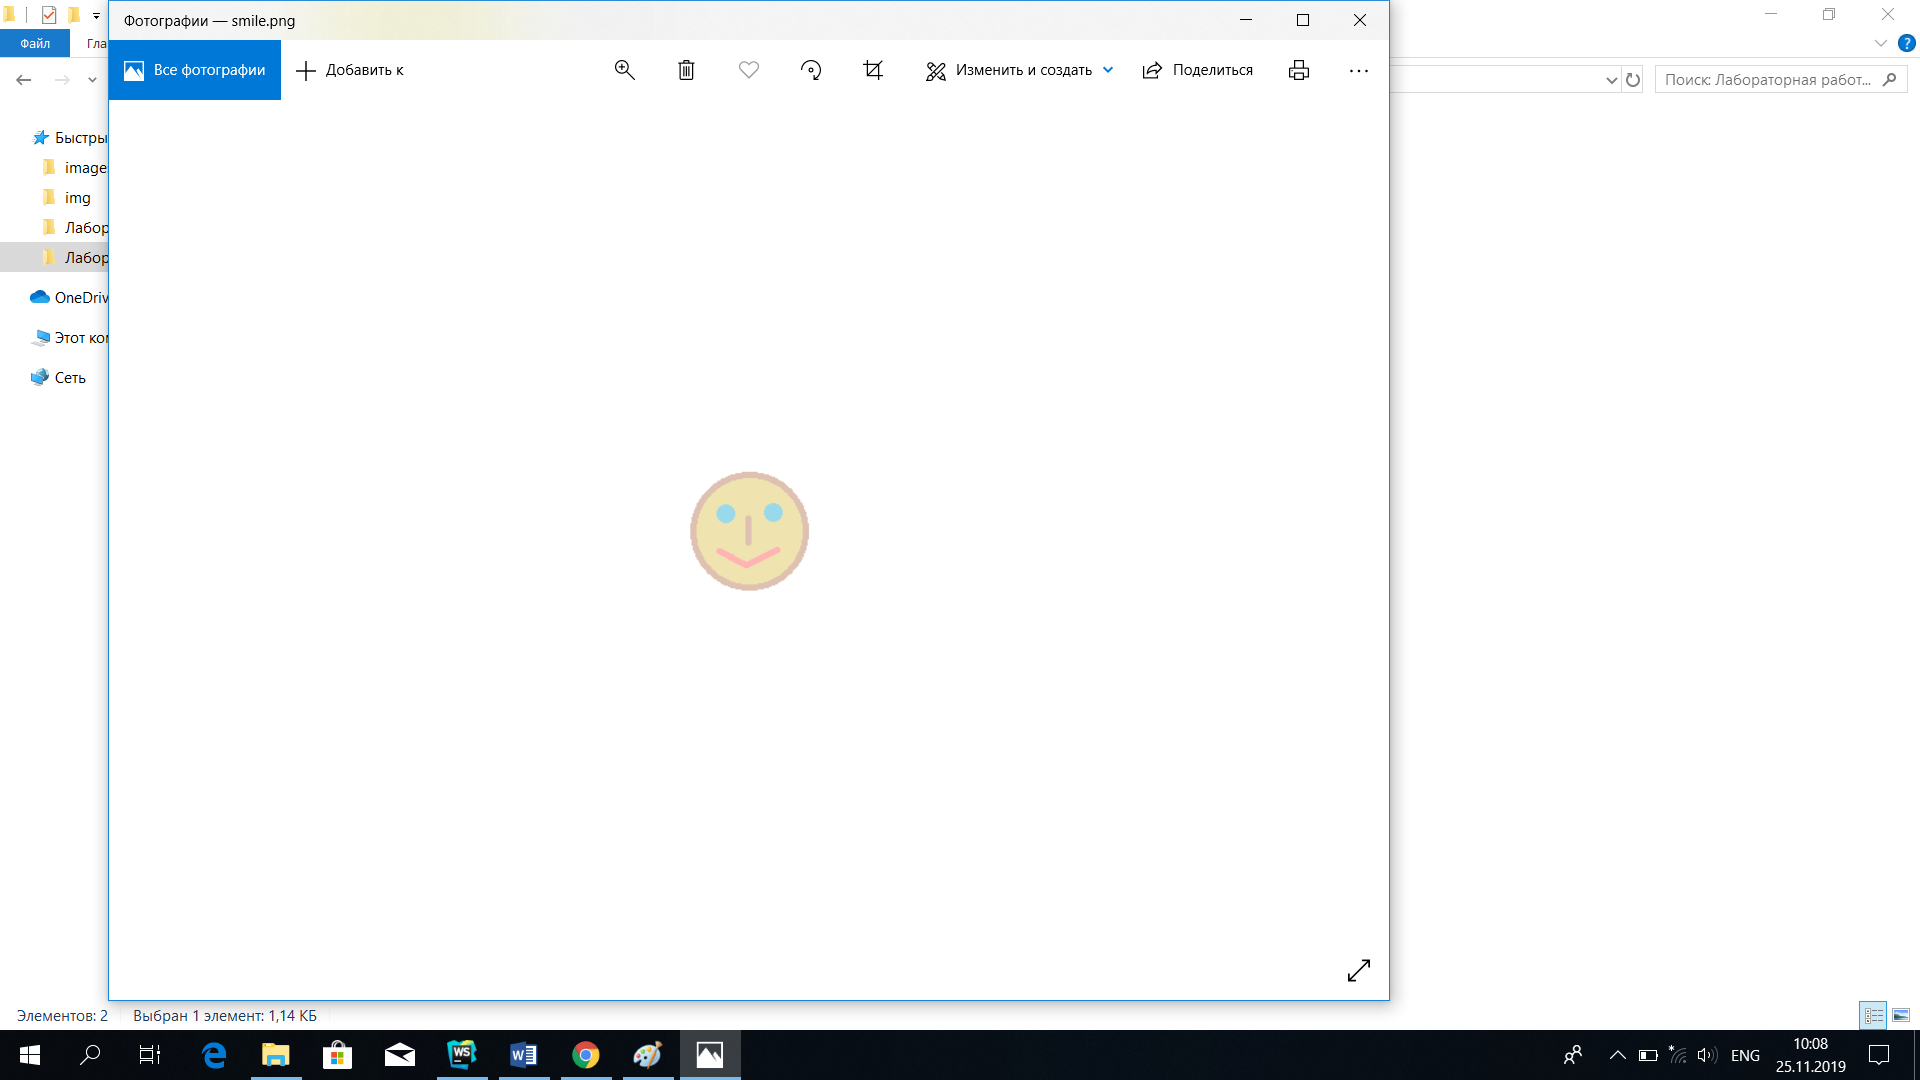 Фотографии — smile.png
Файл
Гла
Все фотографии
Добавить к
Изменить и создать
Поделиться
Поиск: Лабораторная работ...
Быстры
image
img
Лабор
Лабор
OneDriv
Этот ко
Сеть
Элементов: 2
Выбран 1 элемент: 1,14 КБ
WS
W
ENG
10:08
25.11.2019